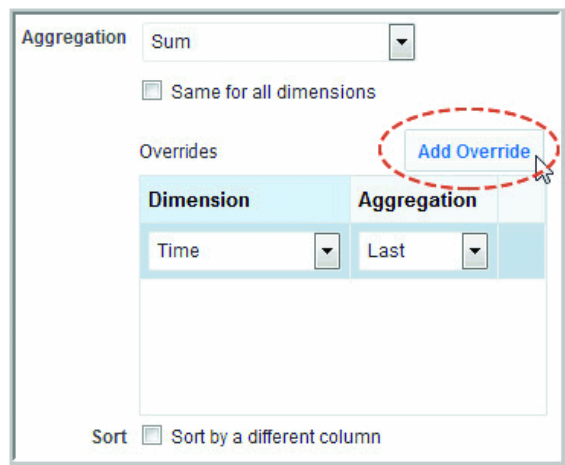 Aggregation Sum
Same for all dimensions
Overrides Add Override
Dimension Aggregation
Time Last
Sort Sort by a different column